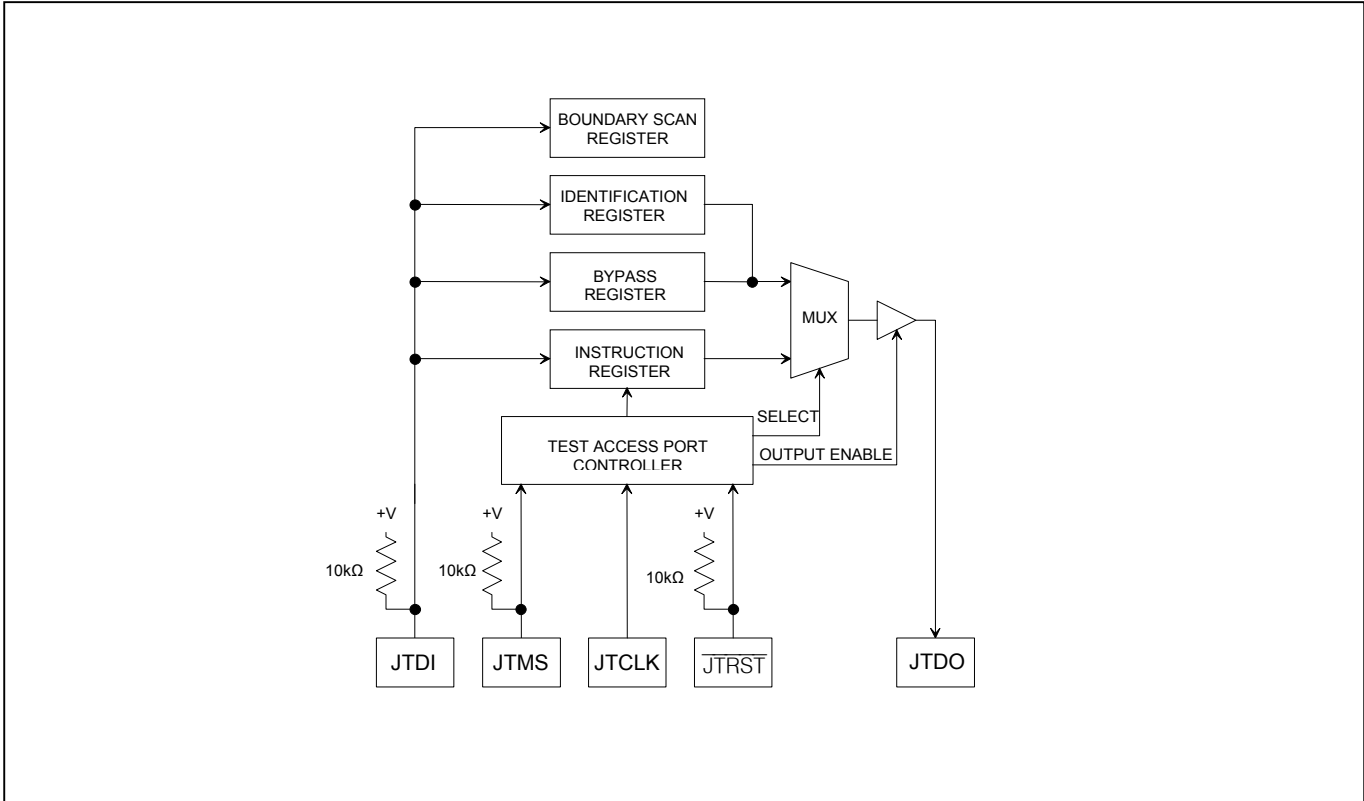 BOUNDARY SCAN
REGISTER
IDENTIFICATION
REGISTER
BYPASS
REGISTER
MUX
INSTRUCTION
REGISTER
SELECT
TEST ACCESS PORT
CONTROLLER
OUTPUT ENABLE
+V
+V
+V
10kΩ
10kΩ
10kΩ
JTDI
JTMS
JTCLK
JTRST
JTDO